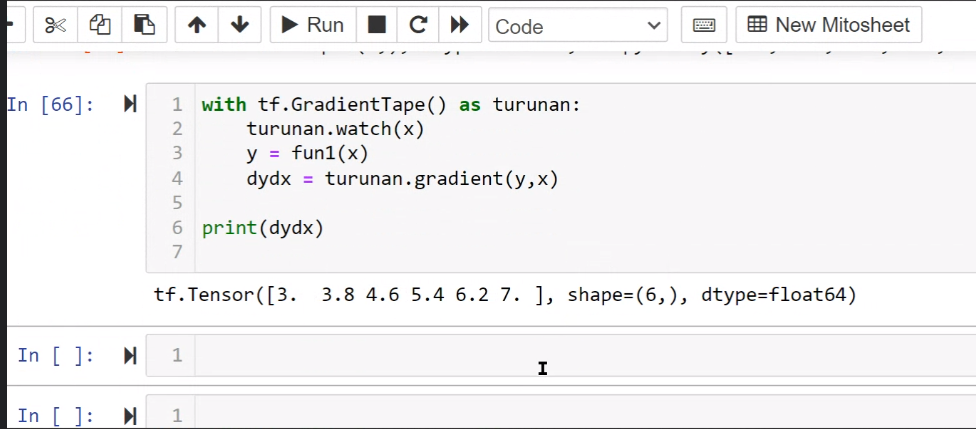 Run Code New Mitosheet
In [66]:
1 with tf.GradientTape() as turunan:
2     turunan.watch(x)
3     y = fun1(x)
4     dydx = turunan.gradient(y,x)
5
6 print(dydx)
7
tf.Tensor([3.  3.8 4.6 5.4 6.2 7. ], shape=(6,), dtype=float64)
In [ ]: 1
In [ ]: 1